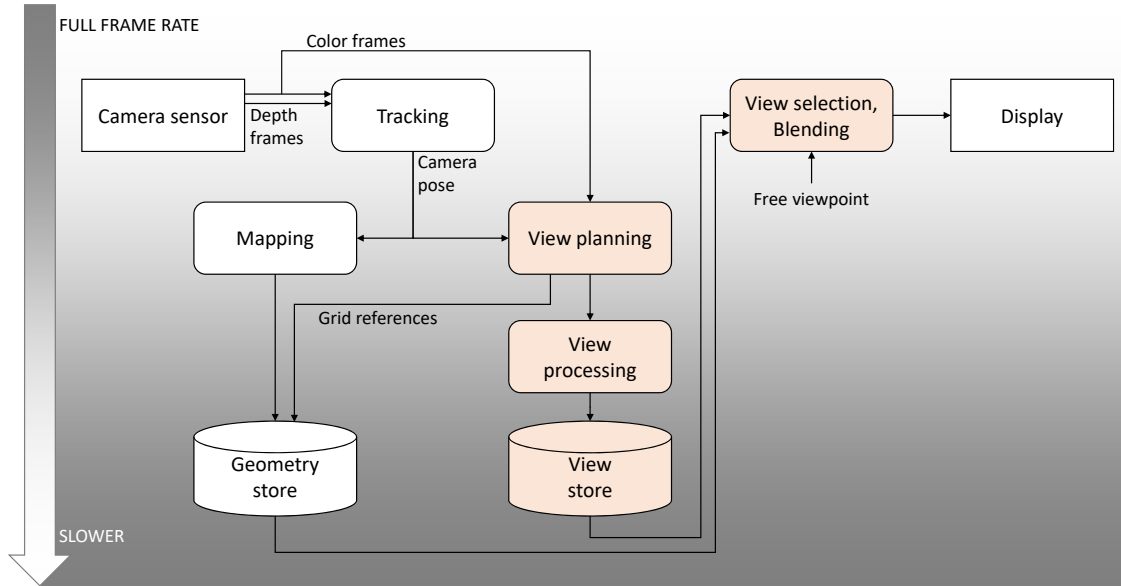 FULL FRAME RATE
Color frames
Camera sensor
Depth
frames
Tracking
View selection,
Blending
Display
Camera
pose
Free viewpoint
Mapping
View planning
Grid references
View
processing
Geometry
store
View
store
SLOWER